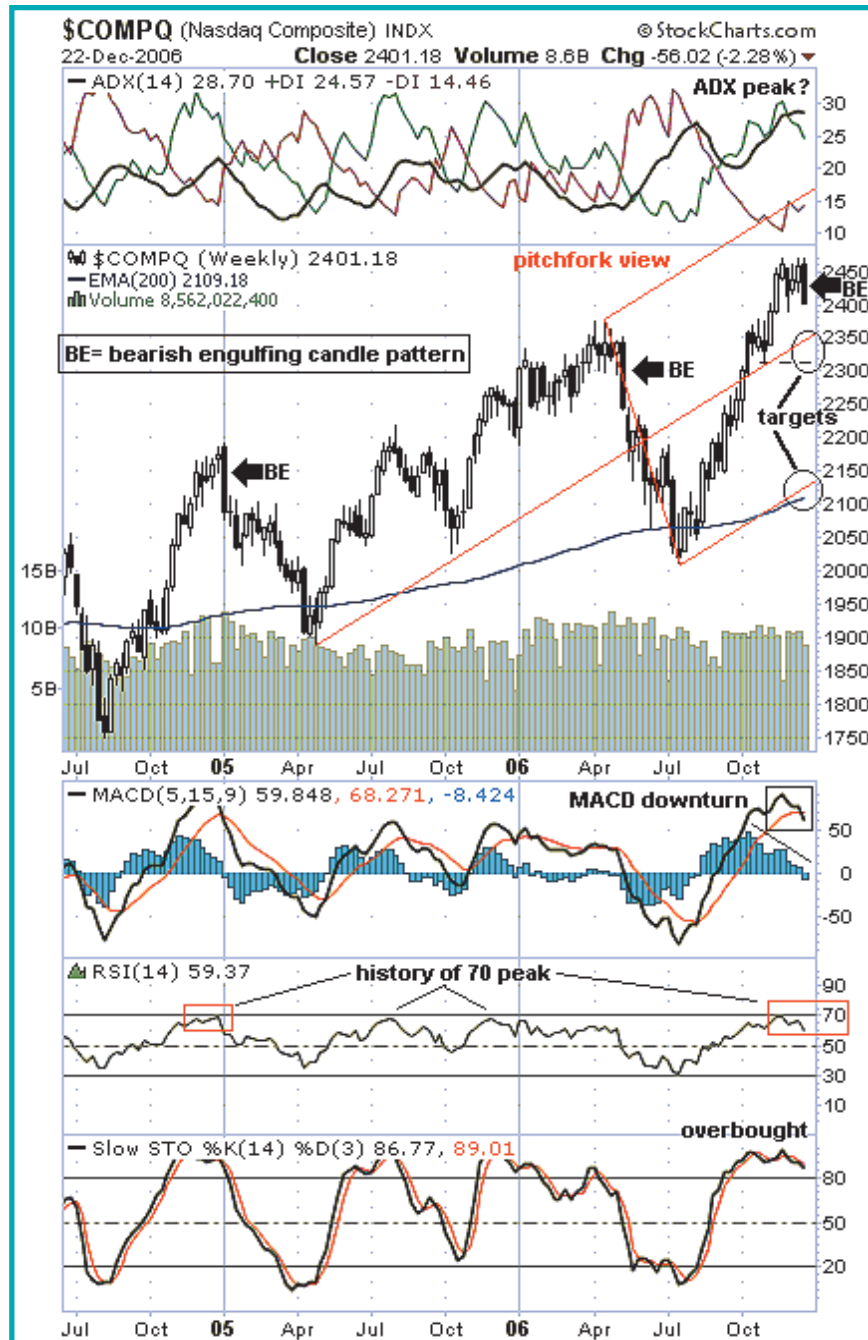 $COMPQ (Nasdaq Composite) INDX © StockCharts.com
22-Dec-2006 Close 2401.18 Volume 8.6B Chg -56.02 (-2.28%)
ADX(14) 28.70 +DI 24.57 -DI 14.46
ADX peak?
30
25
20
15
10
$COMPQ (Weekly) 2401.18
EMA(200) 2109.18
Volume 8,562,022,400
pitchfork view
BE= bearish engulfing candle pattern
BE
BE
BE
targets
2450
2400
2350
2300
2250
2200
2150
2100
2050
2000
1950
1900
1850
1800
1750
15B
10B
5B
Jul Oct 05 Apr Jul Oct 06 Apr Jul Oct
MACD(5,15,9) 59.848, 68.271, -8.424
MACD downturn
50
0
-50
RSI(14) 59.37
history of 70 peak
90
70
50
30
10
overbought
Slow STO %K(14) %D(3) 86.77, 89.01
80
50
20
Jul Oct 05 Apr Jul Oct 06 Apr Jul Oct